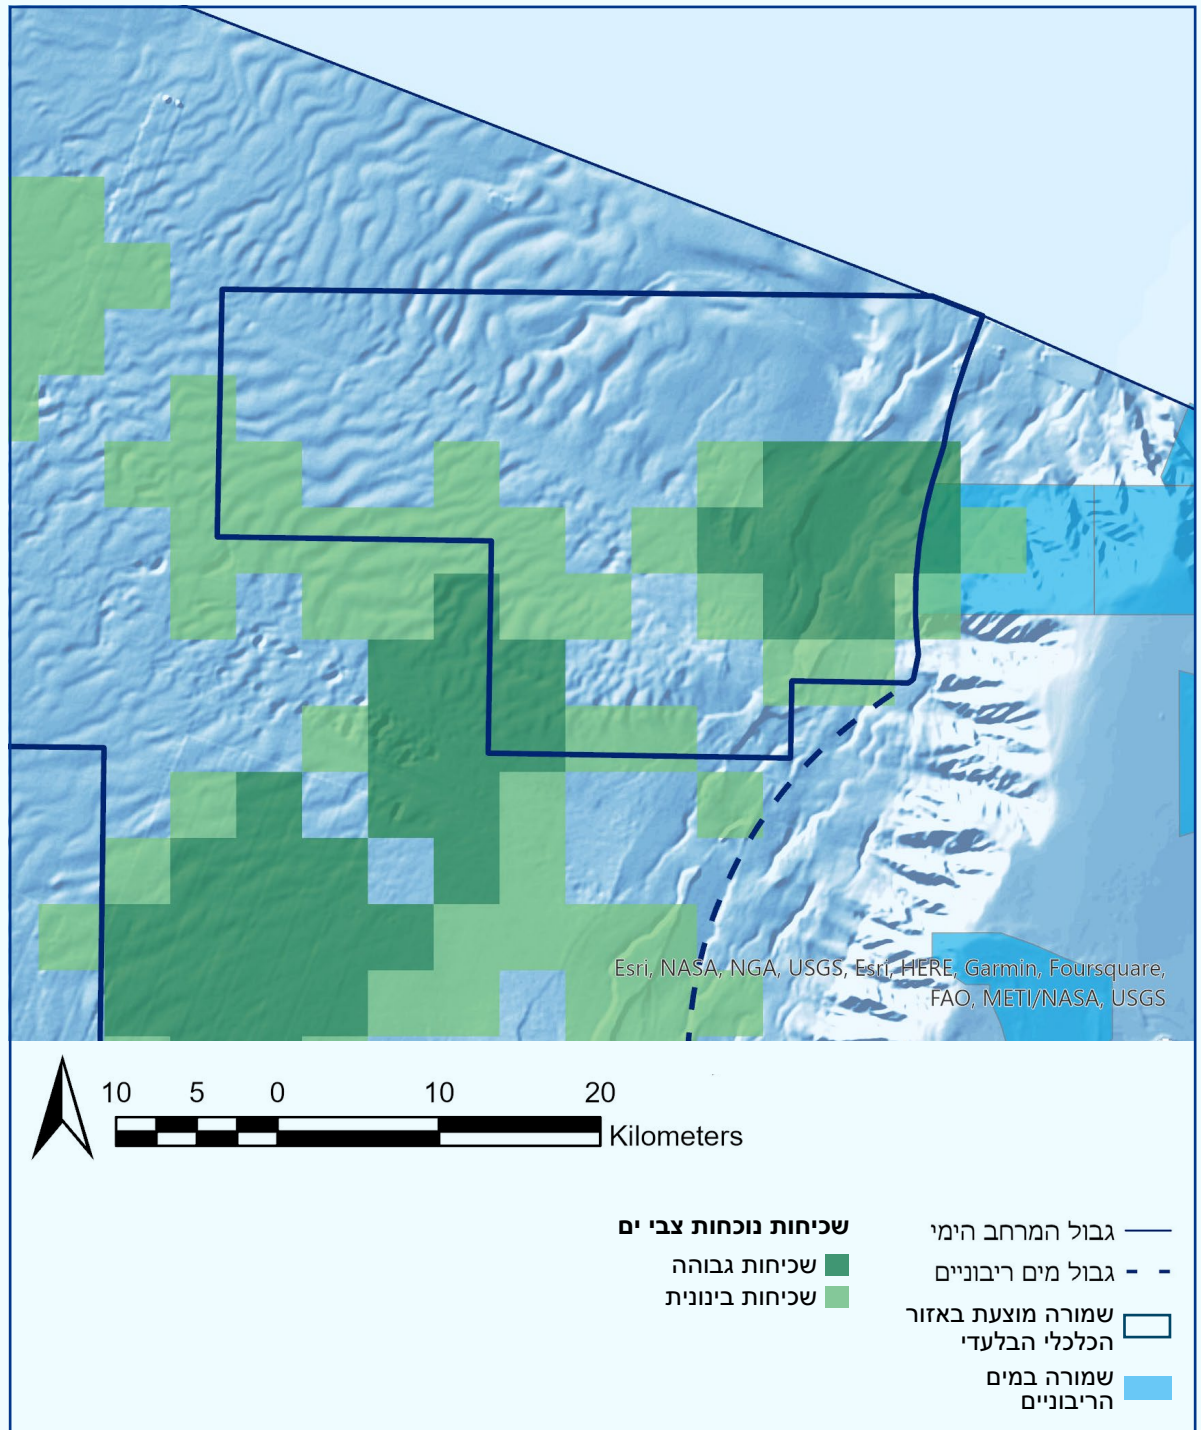 Esri, NASA, NGA, USGS, Esri, HERE, Garmin, Foursquare,
FAO, METI/NASA, USGS
10 5 0 10 20
Kilometers
גבול המרחב הימי
גבול מים ריבוניים
שמורה מוצעת באזור
הכלכלי הבלעדי
שמורה במים
הריבוניים
שכיחות נוכחות צבי ים
שכיחות גבוהה
שכיחות בינונית